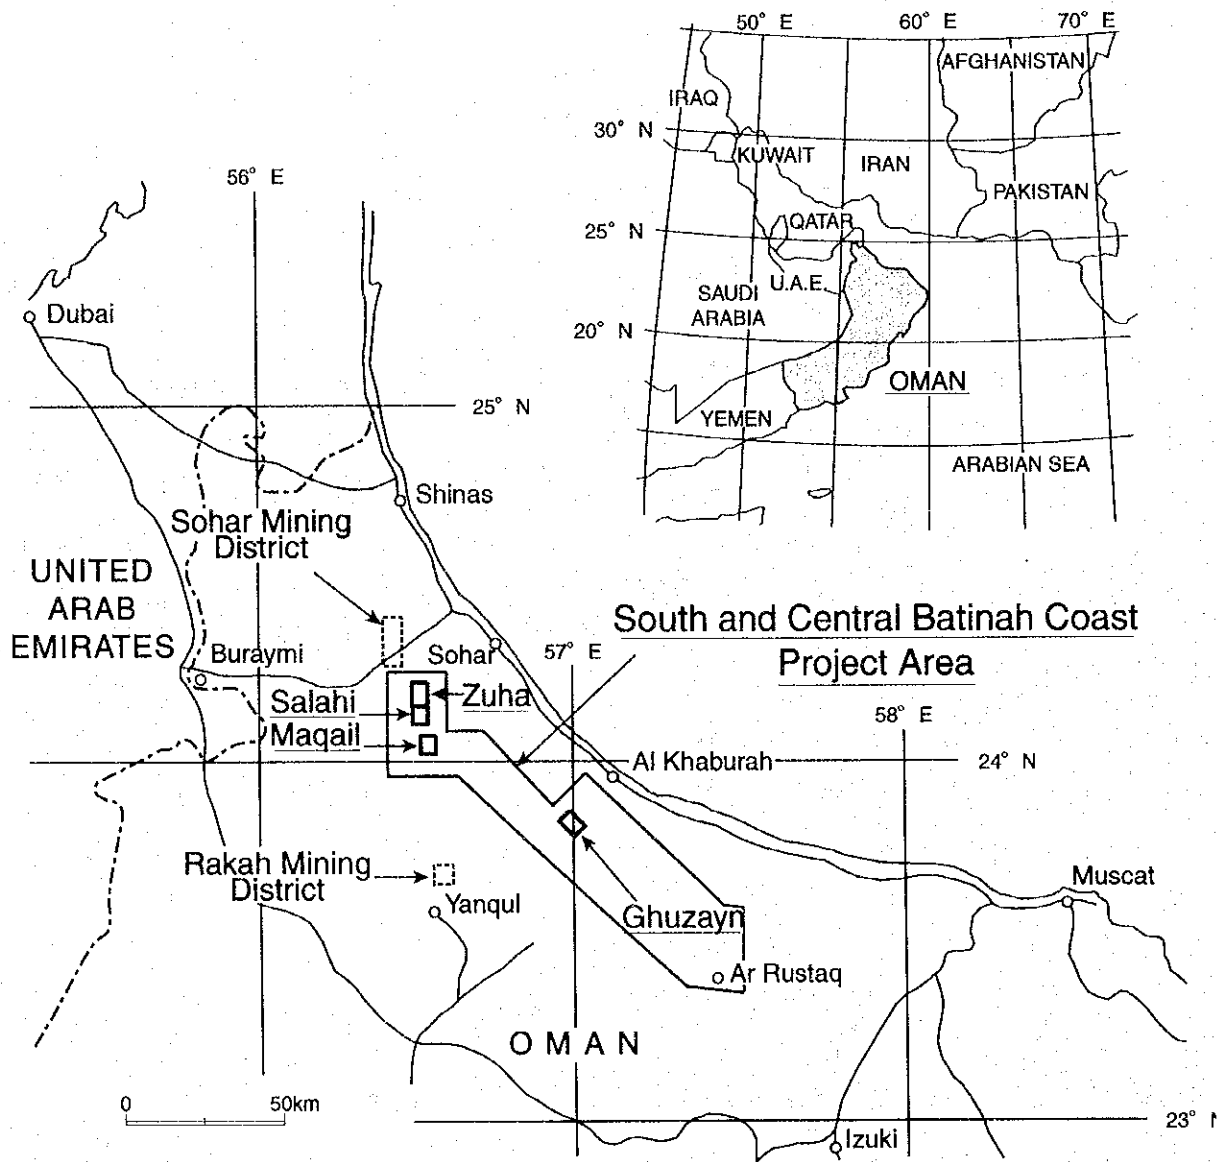 50° E
60° E
70° E
AFGHANISTAN
IRAQ
30° N
KUWAIT
IRAN
PAKISTAN
QATAR
25° N
U.A.E.
SAUDI
ARABIA
20° N
OMAN
YEMEN
ARABIAN SEA
56° E
Dubai
25° N
Shinas
Sohar Mining
District
UNITED
ARAB
EMIRATES
Buraymi
Sohar
57° E
South and Central Batinah Coast
Project Area
Salahi
Zuha
Maqail
58° E
Al Khaburah
24° N
Rakah Mining
District
Yanqul
Ghuzayn
Muscat
Ar Rustaq
OMAN
0
50km
23° N
Izuki